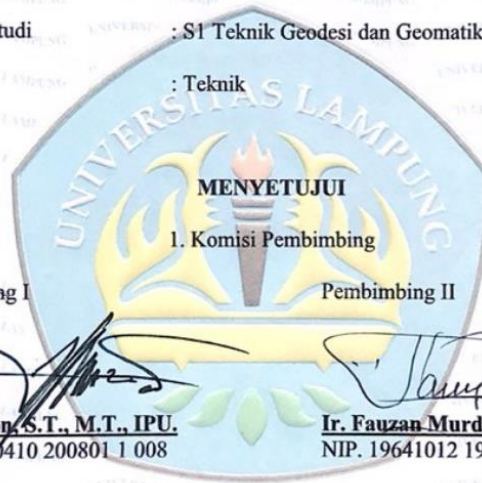 tudi : S1 Teknik Geodesi dan Geomatik
: Teknik
UNIVERSITAS LAMPUNG
MENYETUJUI
1. Komisi Pembimbing
g I Pembimbing II
n, S.T., M.T., IPU. Ir. Fauzan Murd
0410 200801 1 008 NIP. 19641012 19